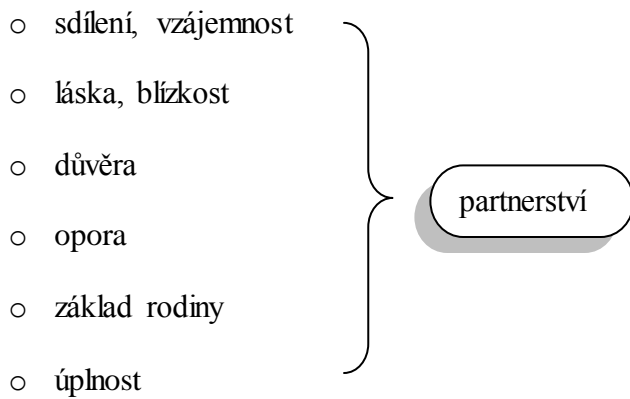 sdílení, vzájemnost
láska, blízkost
důvěra
opora
základ rodiny
úplnost
partnerství